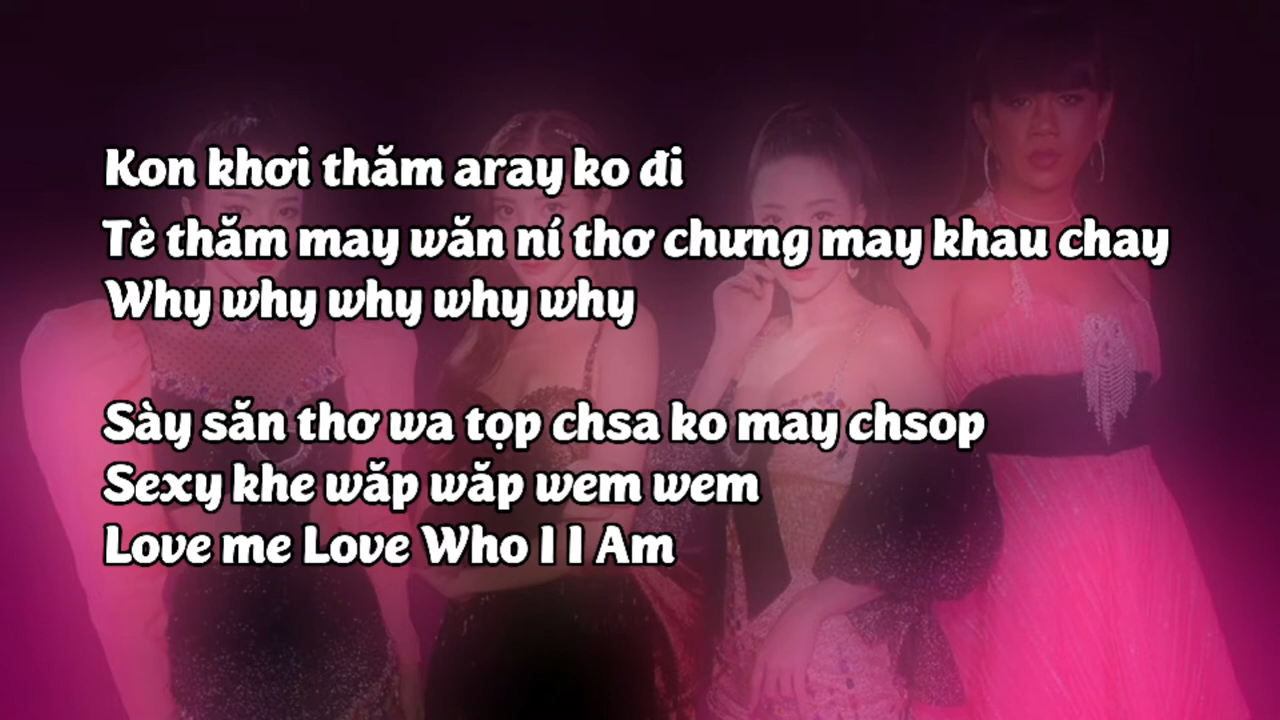 Kon khơi thăm aray ko đi
Tè thăm may wăn ní thơ chưng may khau chay
Why why why why why
Sày săn thơ wa tọp chsa ko may chsop
Sexy khe wăp wăp wem wem
Love me Love Who I I Am